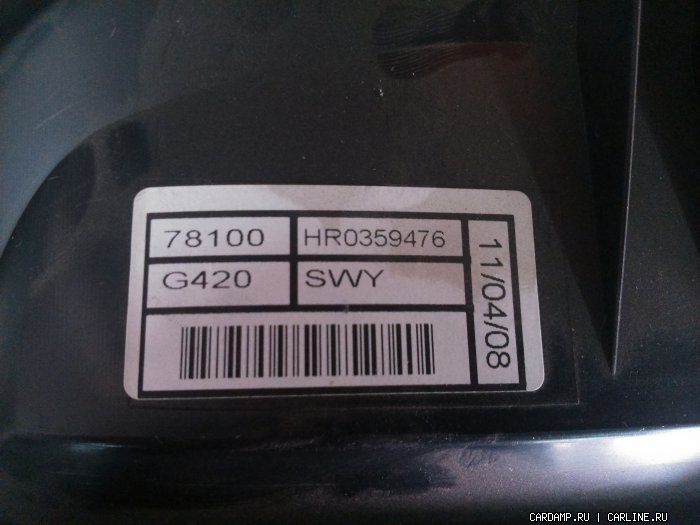 78100 HR0359476
G420 SWY
11/04/08
CARDAMP.RU | CARLINE.RU